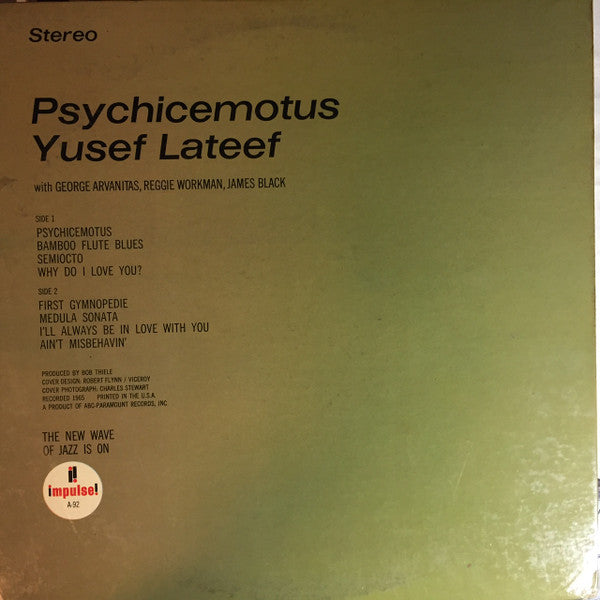 Stereo
Psychicemotus
Yusef Lateef
with GEORGE ARVANITAS, REGGIE WORKMAN, JAMES BLACK
SIDE 1
PSYCHICEMOTUS
BAMBOO FLUTE BLUES
SEMIOCTO
WHY DO I LOVE YOU?
SIDE 2
FIRST GYMNOPEDIE
MEDULA SONATA
I'LL ALWAYS BE IN LOVE WITH YOU
AIN'T MISBEHAVIN'
PRODUCED BY BOB THIELE
COVER DESIGN: ROBERT FLYNN / VICEROY
COVER PHOTOGRAPH: CHARLES STEWART
RECORDED 1965 PRINTED IN THE U.S.A.
A PRODUCT OF ABC-PARAMOUNT RECORDS, INC.
THE NEW WAVE
OF JAZZ IS ON
i!
impulse!
A-92